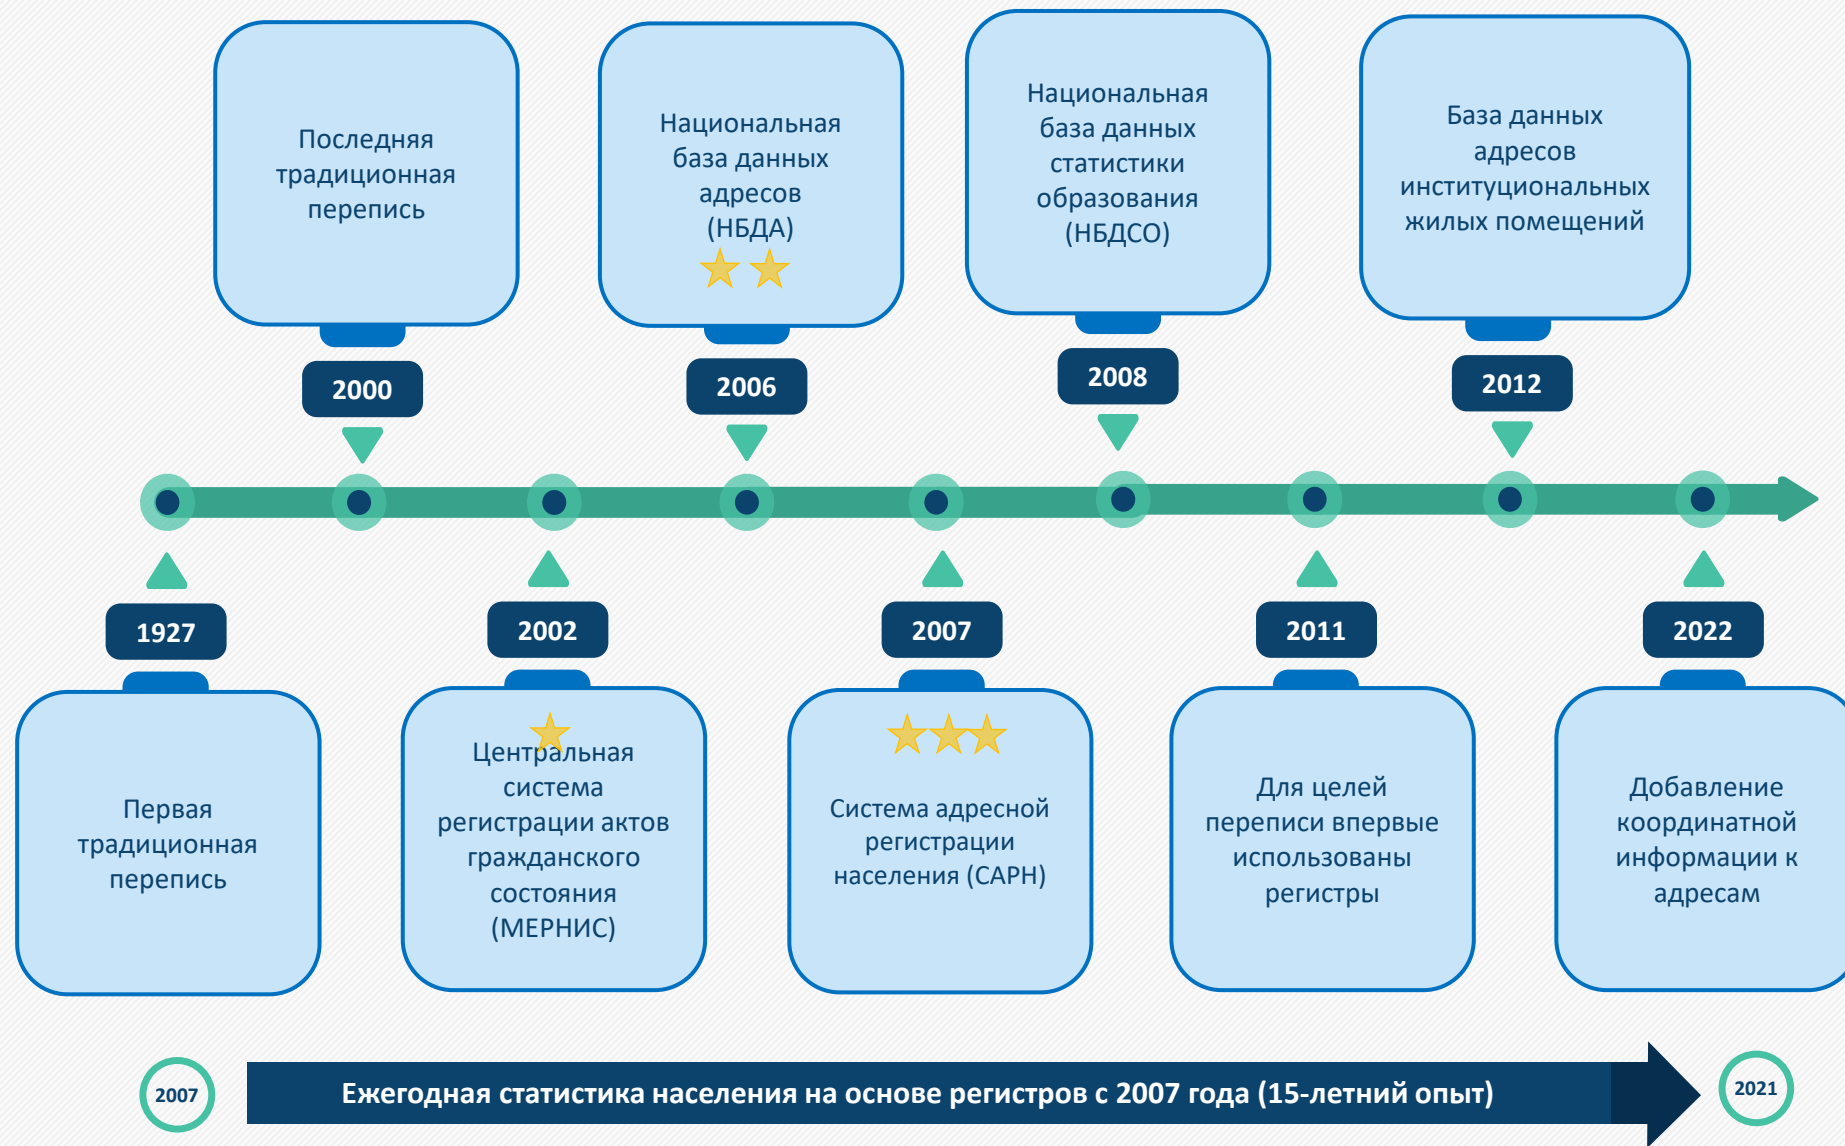 Последняя
традиционная
перепись
2000
Национальная
база данных
адресов
(НБДА)
2006
Национальная
база данных
статистики
образования
(НБДСО)
2008
База данных
адресов
институциональных
жилых помещений
2012
1927
Первая
традиционная
перепись
2002
Центральная
система
регистрации актов
гражданского
состояния
(МЕРНИС)
2007
Система адресной
регистрации
населения (САРН)
2011
Для целей
переписи впервые
использованы
регистры
2022
Добавление
координатной
информации к
адресам
2007
Ежегодная статистика населения на основе регистров с 2007 года (15-летний опыт)
2021